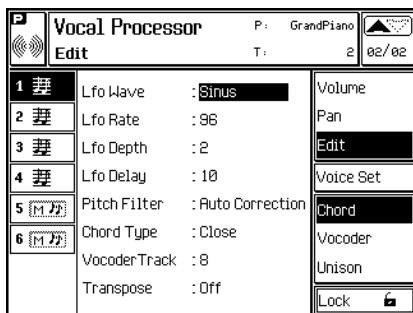 P
Vocal Processor P: GrandPiano
Edit T: 2 02/02
1
2
3
4
5 M
6 M
Lfo Wave :Sinus
Lfo Rate :96
Lfo Depth :2
Lfo Delay :10
Pitch Filter :Auto Correction
Chord Type :Close
VocoderTrack :8
Transpose :Off
Volume
Pan
Edit
Voice Set
Chord
Vocoder
Unison
Lock